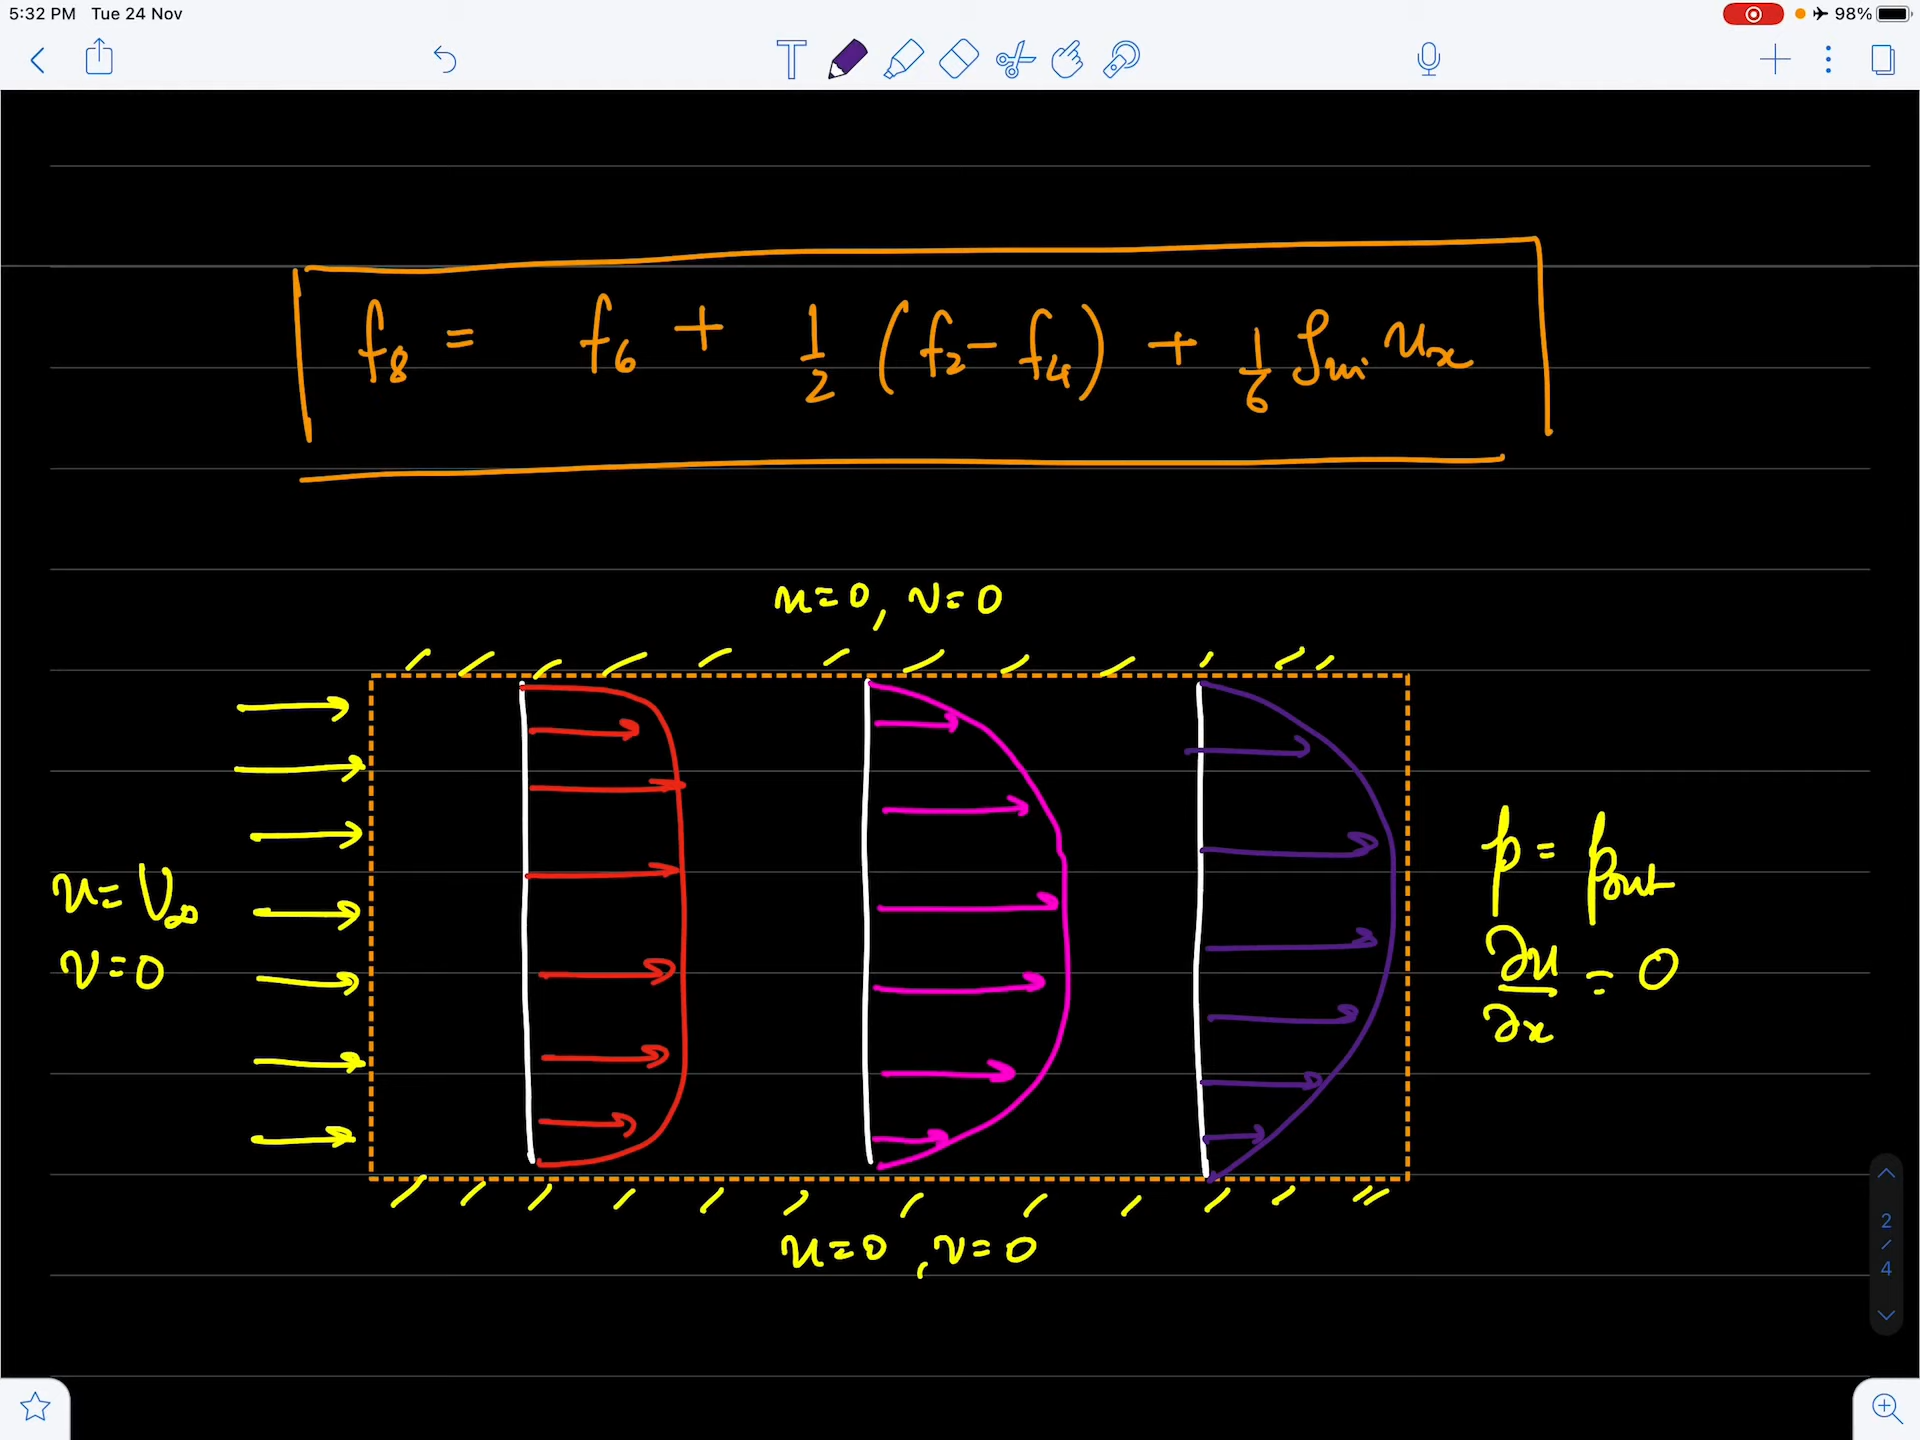 5:32 PM Tue 24 Nov
98%
f₈ = f₆ + 1/2 (f₂ - f₄) + 1/6 ρᵢₙ uₓ
u=0, v=0
u= U∞
v=0
p = pout
∂u/∂x = 0
u=0, v=0
2
/
4